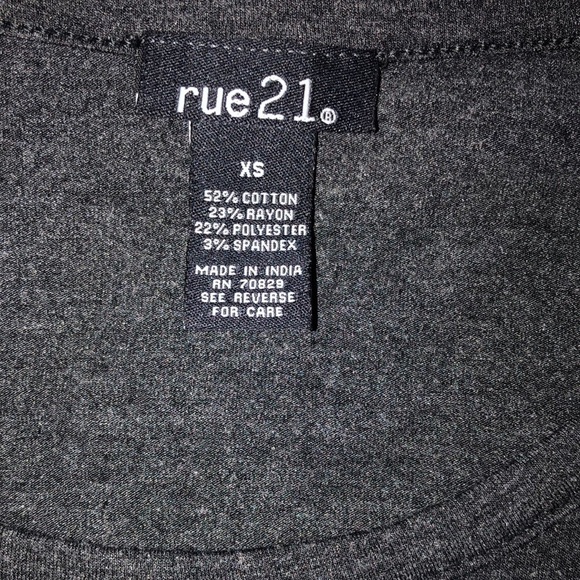 rue21®
XS
52% COTTON
23% RAYON
22% POLYESTER
3% SPANDEX
MADE IN INDIA
RN 70829
SEE REVERSE
FOR CARE